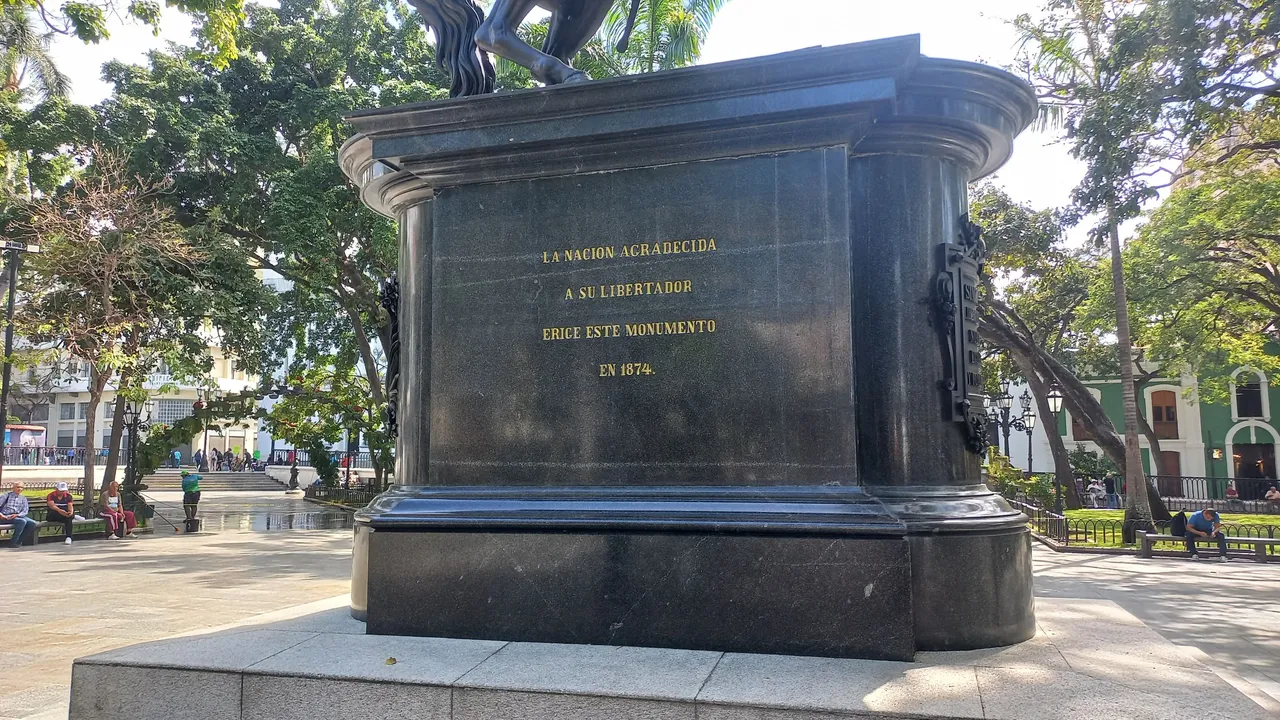 LA NACION AGRADECIDA
A SU LIBERTADOR
ERIGE ESTE MONUMENTO
EN 1874.